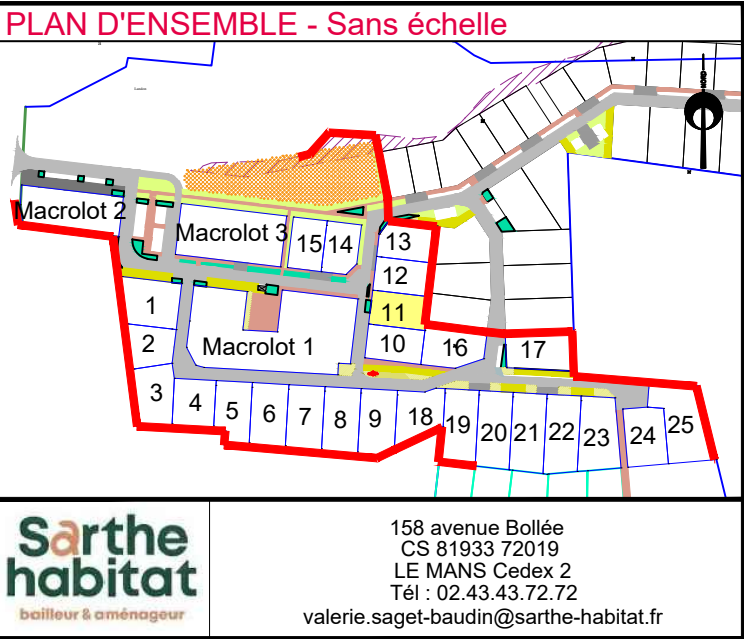 PLAN D'ENSEMBLE - Sans échelle
NORD
Macrolot 2
Macrolot 3
15
14
13
12
11
10
16
17
1
2
3
Macrolot 1
4
5
6
7
8
9
18
19
20
21
22
23
24
25
Sarthe
habitat
bailleur & aménageur
158 avenue Bollée
CS 81933 72019
LE MANS Cedex 2
Tél : 02.43.43.72.72
valerie.saget-baudin@sarthe-habitat.fr